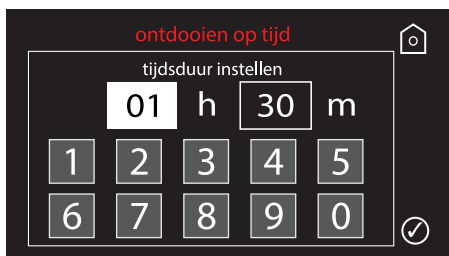 ontdooien op tijd
tijdsduur instellen
01 h 30 m
1 2 3 4 5
6 7 8 9 0